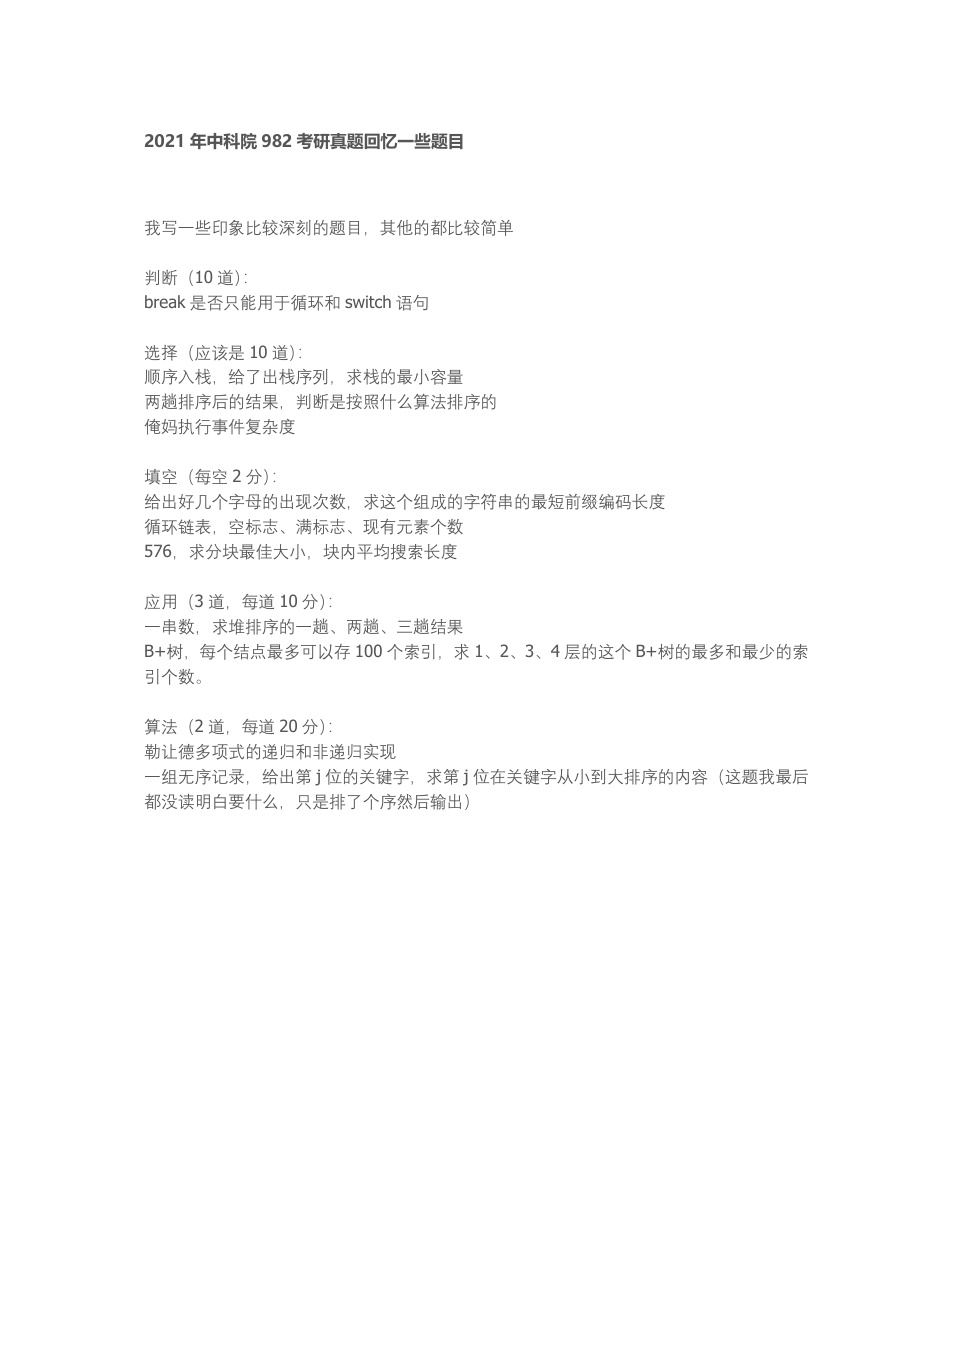 2021 年中科院 982 考研真题回忆一些题目
我写一些印象比较深刻的题目，其他的都比较简单
判断（10 道）：
break 是否只能用于循环和 switch 语句
选择（应该是 10 道）：
顺序入栈，给了出栈序列，求栈的最小容量
两趟排序后的结果，判断是按照什么算法排序的
俺妈执行事件复杂度
填空（每空 2 分）：
给出好几个字母的出现次数，求这个组成的字符串的最短前缀编码长度
循环链表，空标志、满标志、现有元素个数
576，求分块最佳大小，块内平均搜索长度
应用（3 道，每道 10 分）：
一串数，求堆排序的一趟、两趟、三趟结果
B+树，每个结点最多可以存 100 个索引，求 1、2、3、4 层的这个 B+树的最多和最少的索
引个数。
算法（2 道，每道 20 分）：
勒让德多项式的递归和非递归实现
一组无序记录，给出第 j 位的关键字，求第 j 位在关键字从小到大排序的内容（这题我最后
都没读明白要什么，只是排了个序然后输出）